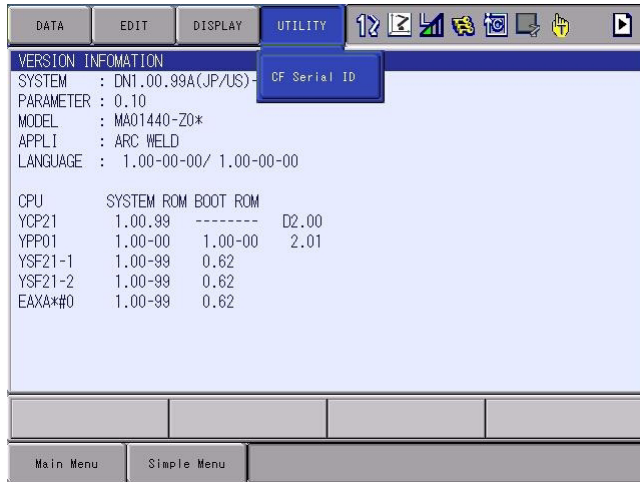 DATA EDIT DISPLAY UTILITY
VERSION INFOMATION
CF Serial ID
SYSTEM : DN1.00.99A(JP/US)-
PARAMETER : 0.10
MODEL : MA01440-Z0*
APPLI : ARC WELD
LANGUAGE : 1.00-00-00/ 1.00-00-00
CPU SYSTEM ROM BOOT ROM
YCP21 1.00.99 -------- D2.00
YPP01 1.00-00 1.00-00 2.01
YSF21-1 1.00-99 0.62
YSF21-2 1.00-99 0.62
EAXA*#0 1.00-99 0.62
Main Menu Simple Menu